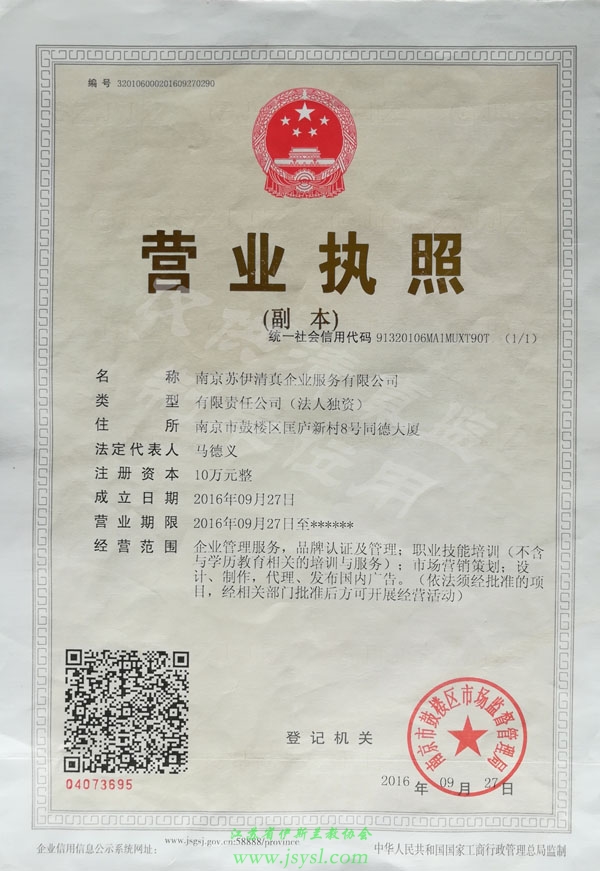 编 号 320106000201609270290
营业执照
(副 本)
统一社会信用代码 91320106MA1MUXT90T （1/1）
名 称 南京苏伊清真企业服务有限公司
类 型 有限责任公司（法人独资）
住 所 南京市鼓楼区匡庐新村8号同德大厦
法定代表人 马德义
注册资本 10万元整
成立日期 2016年09月27日
营业期限 2016年09月27日至******
经营范围 企业管理服务，品牌认证及管理；职业技能培训（不含
与学历教育相关的培训与服务）；市场营销策划；设
计、制作，代理、发布国内广告。（依法须经批准的项
目，经相关部门批准后方可开展经营活动）
登记机关
南京市鼓楼区市场监督管理局
2016 年 09 月 27 日
04073695
江苏省伊斯兰教协会
企业信用信息公示系统网址： www.jsgsj.gov.cn:58888/province
中华人民共和国国家工商行政管理总局监制
www.jsysl.com